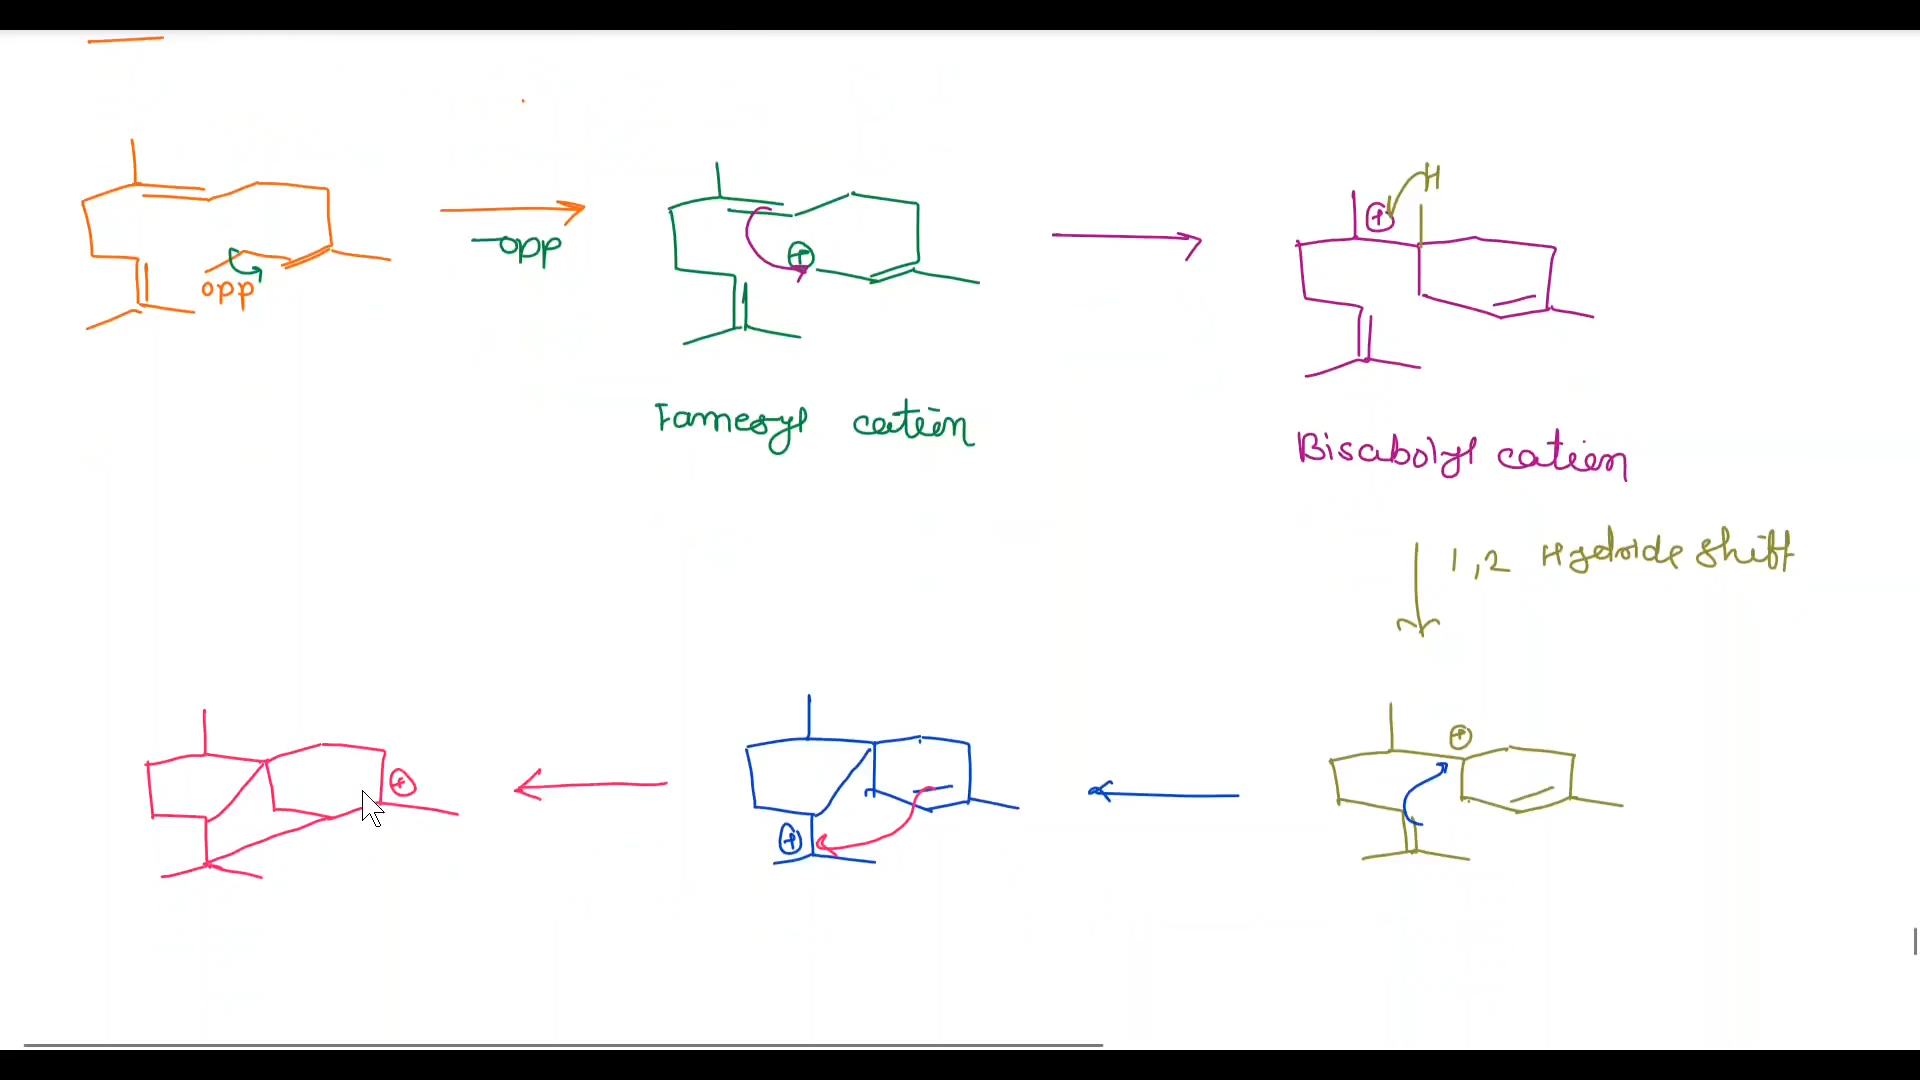 opp
-opp
H
Farnesyl cation
Bisabolyl cation
1,2 Hydride shift